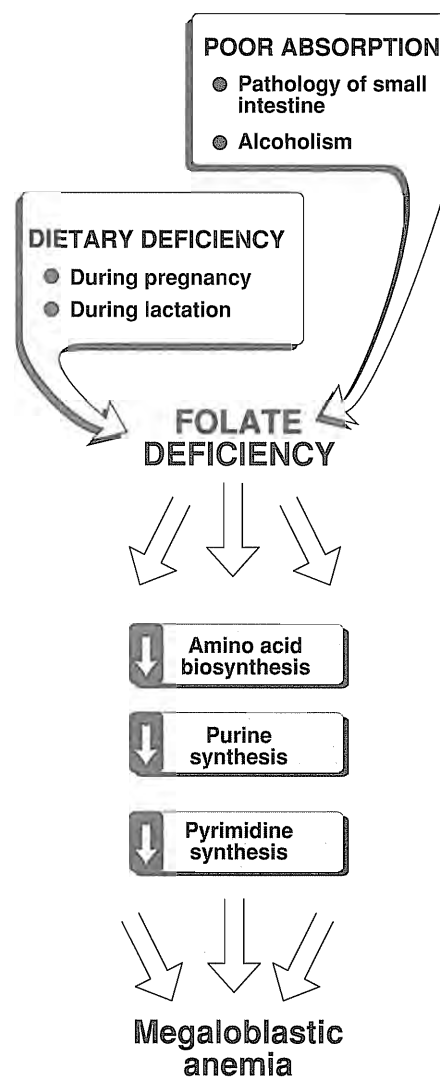 POOR ABSORPTION
Pathology of small
intestine
Alcoholism
DIETARY DEFICIENCY
During pregnancy
During lactation
FOLATE
DEFICIENCY
Amino acid
biosynthesis
Purine
synthesis
Pyrimidine
synthesis
Megaloblastic
anemia